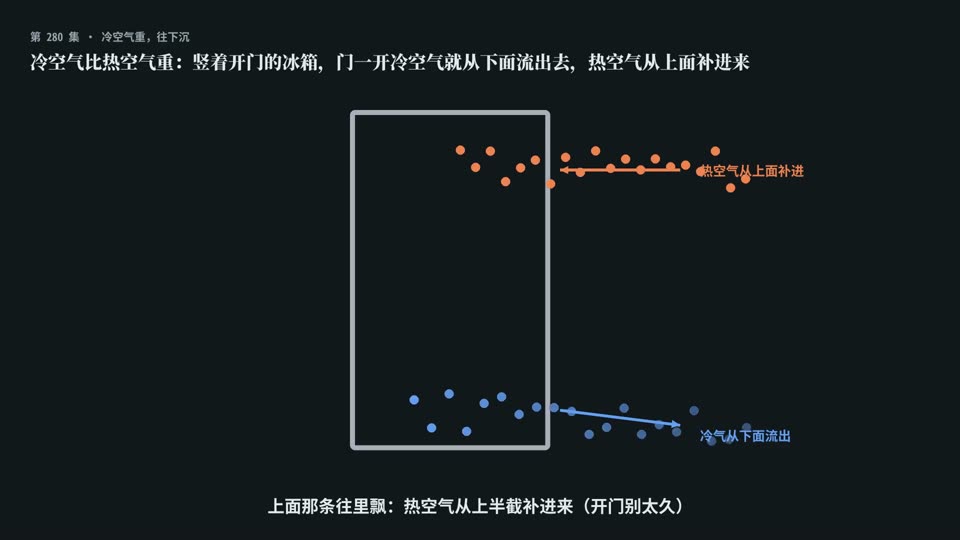 第 280 集 · 冷空气重，往下沉
冷空气比热空气重：竖着开门的冰箱，门一开冷空气就从下面流出去，热空气从上面补进来
热空气从上面补进
冷气从下面流出
上面那条往里飘：热空气从上半截补进来（开门别太久）